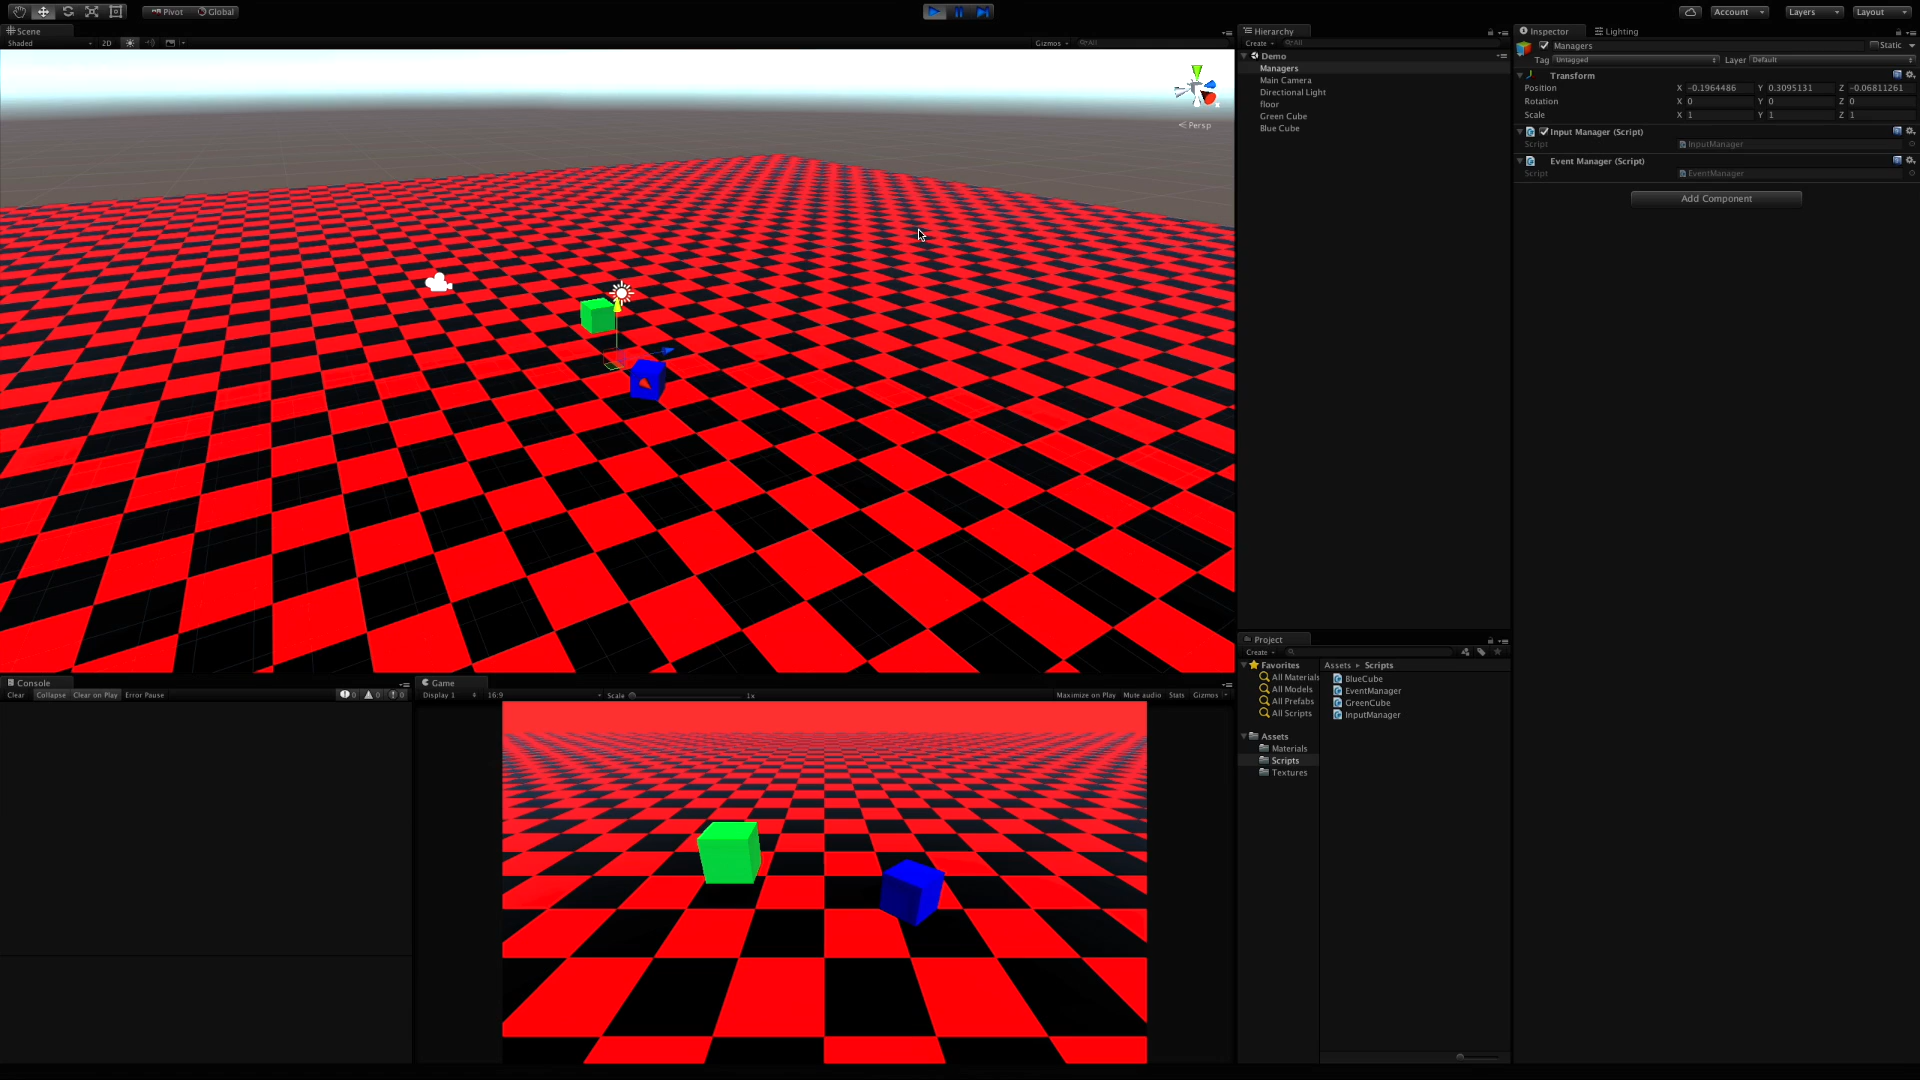 Pivot Global
Account Layers Layout
Scene
Shaded 2D Gizmos All
Persp
Hierarchy
Create All
Demo
Managers
Main Camera
Directional Light
floor
Green Cube
Blue Cube
Inspector Lighting
Managers Static
Tag Untagged Layer Default
Transform
Position X -0.1964486 Y 0.3095131 Z -0.06811261
Rotation X 0 Y 0 Z 0
Scale X 1 Y 1 Z 1
Input Manager (Script)
Script InputManager
Event Manager (Script)
Script EventManager
Add Component
Console
Clear Collapse Clear on Play Error Pause 0 0 0
Game
Display 1 16:9 Scale 1x Maximize on Play Mute audio Stats Gizmos
Project
Create
Favorites
All Materials
All Models
All Prefabs
All Scripts
Assets
Materials
Scripts
Textures
Assets Scripts
BlueCube
EventManager
GreenCube
InputManager